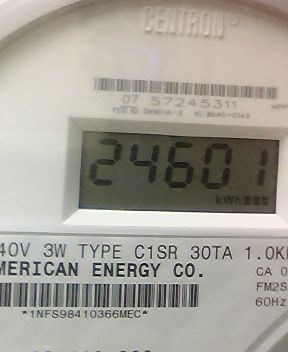 CENTRON
07 57245311
24601
kWh
40V 3W TYPE C1SR 30TA 1.0K
MERICAN ENERGY CO.
CA 0
FM2S
60Hz
*1NFS98410366MEC*